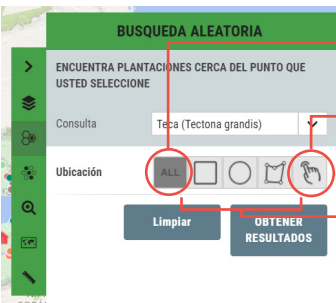 BUSQUEDA ALEATORIA
ENCUENTRA PLANTACIONES CERCA DEL PUNTO QUE
USTED SELECCIONE
Consulta Teca (Tectona grandis)
Ubicación ALL
Limpiar OBTENER
RESULTADOS